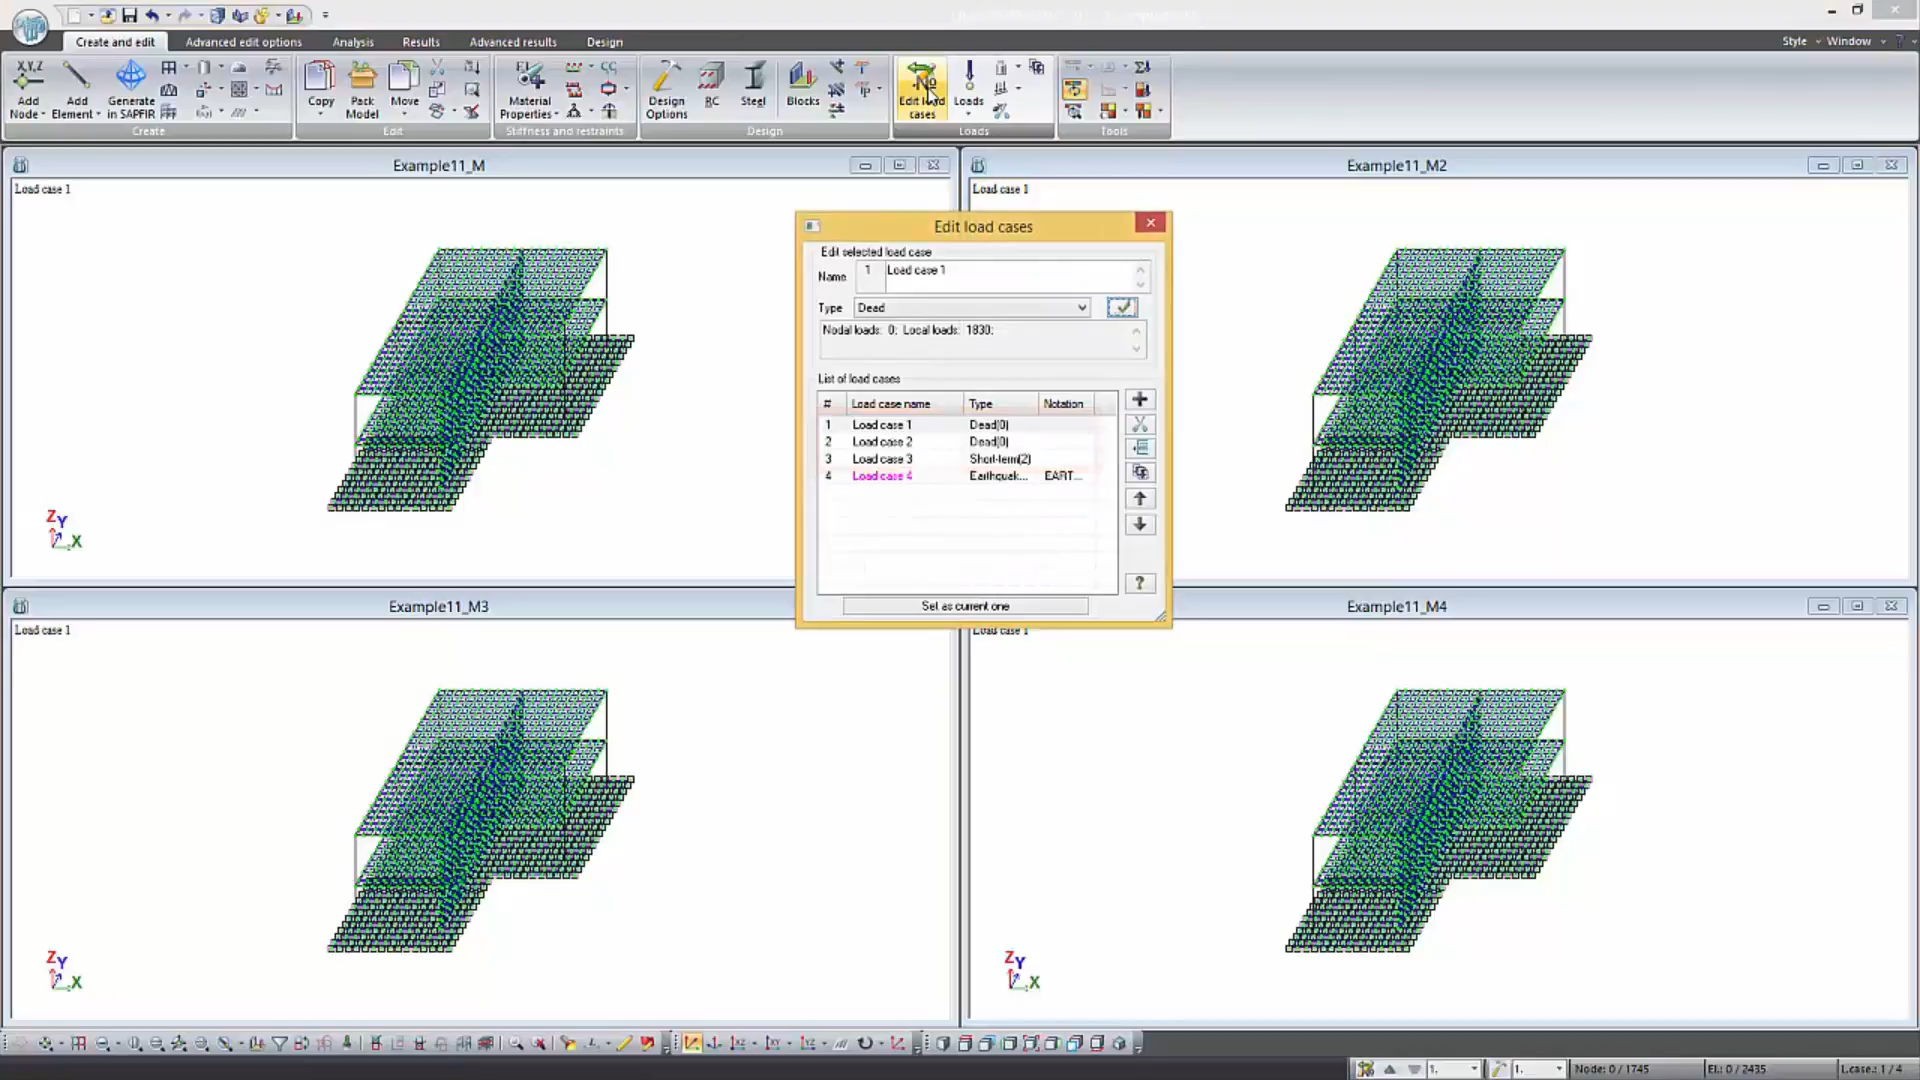 Create and edit
Advanced edit options
Analysis
Results
Advanced results
Design
Style
Window
X,Y,Z
Add Node
Add Element
Generate in SAPFIR
Create
Copy
Pack Model
Move
Edit
Material Properties
Stiffness and restraints
Design Options
RC
Steel
Blocks
Design
Edit load cases
Loads
Loads
Tools
Example11_M
Load case 1
Z Y X
Example11_M2
Load case 1
Example11_M3
Load case 1
Z Y X
Example11_M4
Load case 1
Z Y X
Edit load cases
Edit selected load case
Name 1 Load case 1
Type Dead
Nodal loads: 0; Local loads: 1830;
List of load cases
# Load case name Type Notation
1 Load case 1 Dead(0)
2 Load case 2 Dead(0)
3 Load case 3 Short-term(2)
4 Load case 4 Earthquak... EART...
?
Set as current one
1.
1.
Node: 0 / 1745
El.: 0 / 2435
L.case.: 1 / 4